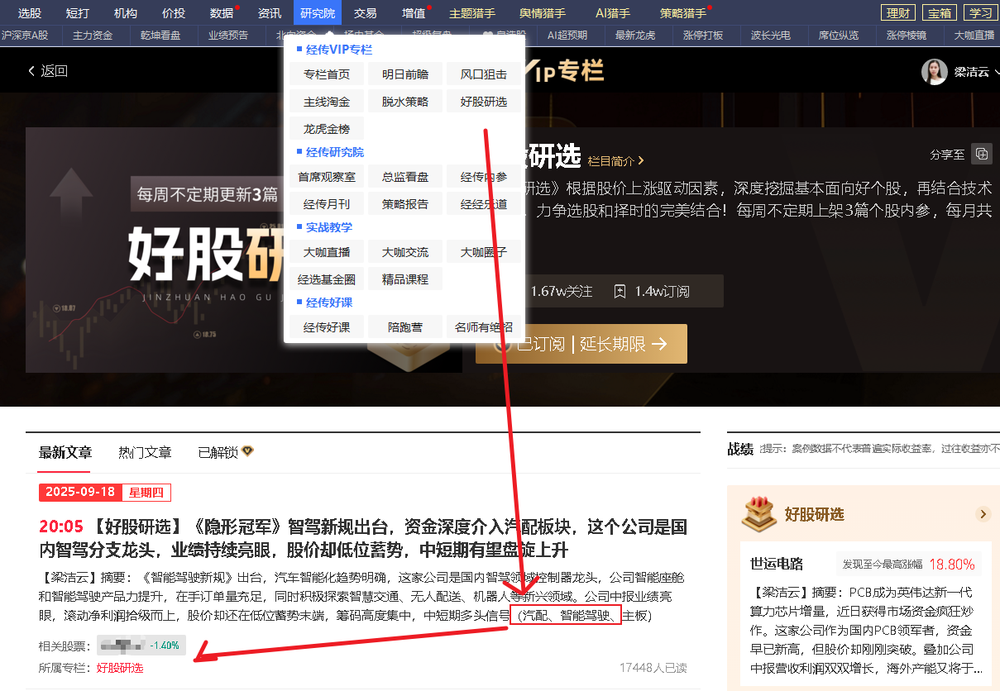 选股 短打 机构 价投 数据 资讯 研究院 交易 增值 主题猎手 舆情猎手 AI猎手 策略猎手 理财 宝箱 学习
沪深京A股 主力资金 乾坤看盘 业绩预告 自选股 AI超预期 最新龙虎 涨停打板 波长光电 席位纵览 涨停棱镜 大咖直播
返回
经传VIP专栏
专栏首页 明日前瞻 风口狙击
主线淘金 脱水策略 好股研选
龙虎金榜
经传研究院
首席观察室 总监看盘 经传内参
经传月刊 策略报告 经经乐道
实战教学
大咖直播 大咖交流 大咖圈子
经选基金圈 精品课程
经传好课
经传好课 陪跑营 名师有绝招
VIP专栏
梁洁云
每周不定期更新3篇
好股研
JINZHUAN HAO GU J
18.87
18.75
研选 栏目简介
分享至
研选》根据股价上涨驱动因素，深度挖掘基本面向好个股，再结合技术
力争选股和择时的完美结合！每周不定期上架3篇个股内参，每月共
1.67w关注 1.4w订阅
已订阅 | 延长期限
最新文章 热门文章 已解锁
2025-09-18 星期四
20:05 【好股研选】《隐形冠军》智驾新规出台，资金深度介入汽配板块，这个公司是国
内智驾分支龙头，业绩持续亮眼，股价却低位蓄势，中短期有望盘旋上升
【梁洁云】摘要：《智能驾驶新规》出台，汽车智能化趋势明确，这家公司是国内智驾领域控制器龙头，公司智能座舱
和智能驾驶产品力提升，在手订单量充足，同时积极探索智慧交通、无人配送、机器人等新兴领域。公司中报业绩亮
眼，滚动净利润拾级而上，股价却还在低位蓄势末端，筹码高度集中，中短期多头信号（汽配、智能驾驶、主板）
相关股票： -1.40%
所属专栏：好股研选
17448人已读
战绩 提示：案例数据不代表普遍实际收益率，过往收益亦不
好股研选
世运电路 发现至今最高涨幅 18.80%
【梁洁云】摘要：PCB成为英伟达新一代
算力芯片增量，近日获得市场资金疯狂炒
作。这家公司作为国内PCB领军者，资金
早已新高，但股价却刚刚突破。叠加公司
中报营收利润双双增长，海外产能又将于...